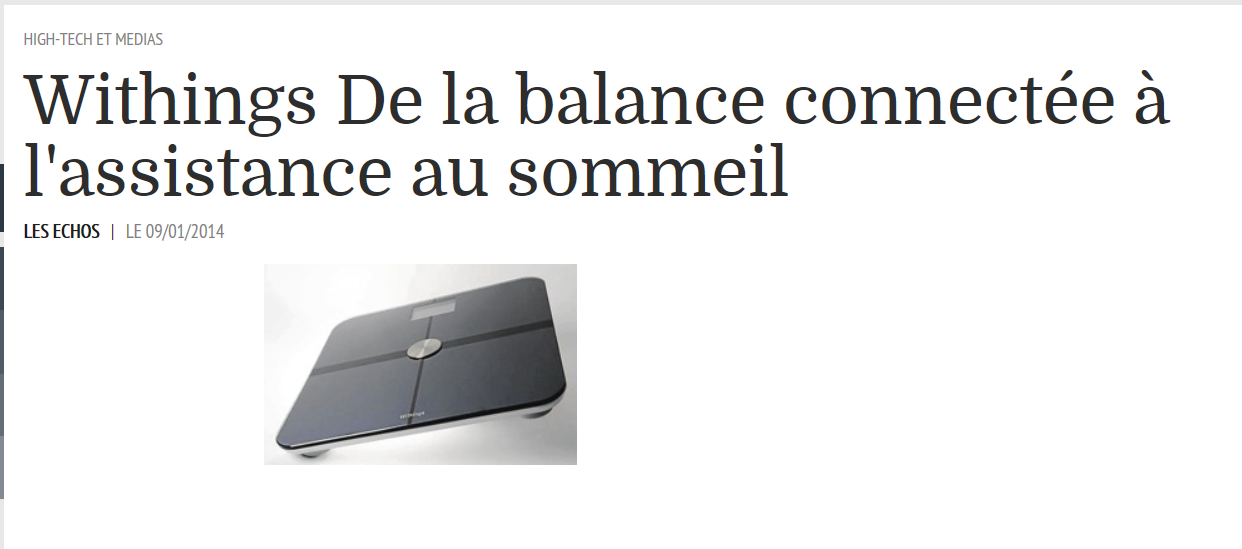 HIGH-TECH ET MEDIAS
Withings De la balance connectée à
l'assistance au sommeil
LES ECHOS | LE 09/01/2014
Withings